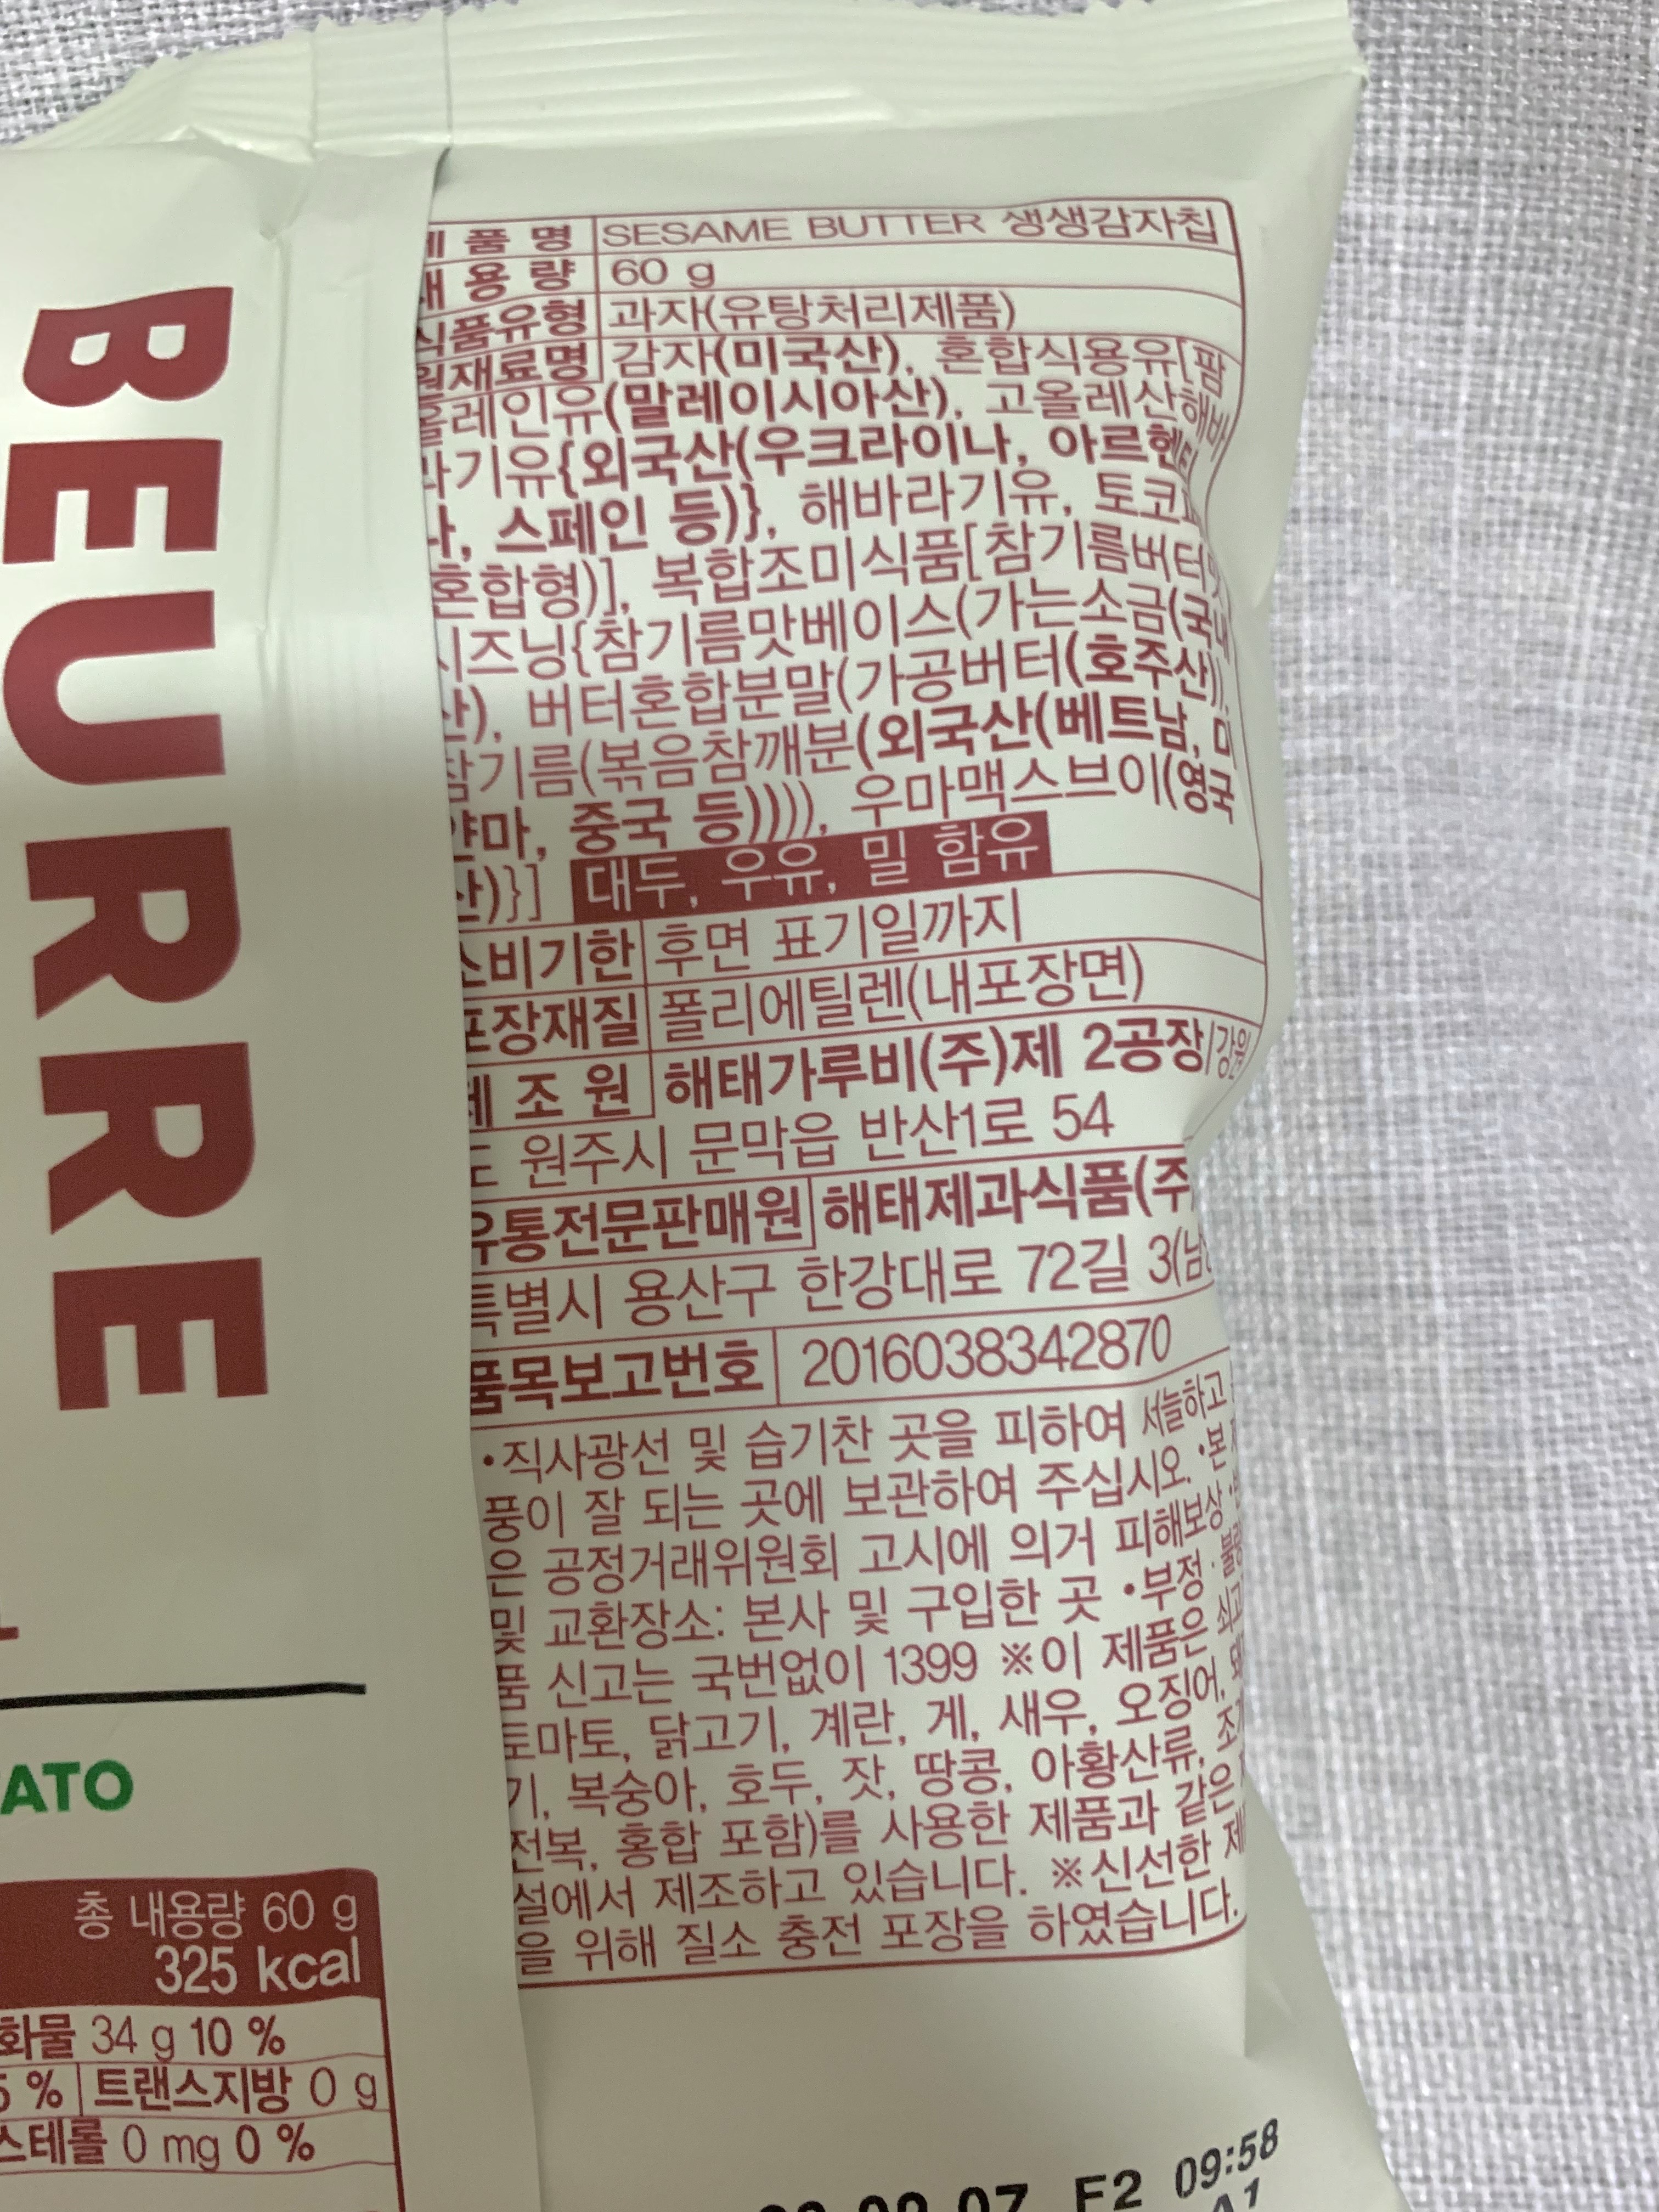 BEURRE
ATO
총 내용량 60 g
325 kcal
화물 34 g 10 %
5 % 트랜스지방 0 g
스테롤 0 mg 0 %
제 품 명 SESAME BUTTER 생생감자칩
내 용 량 60 g
식품유형 과자(유탕처리제품)
원재료명 감자(미국산), 혼합식용유[팜
올레인유(말레이시아산), 고올레산해바
라기유{외국산(우크라이나, 아르헨티
나, 스페인 등)}, 해바라기유, 토코페
(혼합형)], 복합조미식품[참기름버터맛
시즈닝{참기름맛베이스(가는소금(국내
산), 버터혼합분말(가공버터(호주산)),
참기름(볶음참깨분(외국산(베트남, 미
얀마, 중국 등)))), 우마맥스브이(영국
산)}] 대두, 우유, 밀 함유
소비기한 후면 표기일까지
포장재질 폴리에틸렌(내포장면)
제 조 원 해태가루비(주)제 2공장/강원
도 원주시 문막읍 반산1로 54
유통전문판매원 해태제과식품(주
특별시 용산구 한강대로 72길 3(남
품목보고번호 2016038342870
•직사광선 및 습기찬 곳을 피하여 서늘하고
풍이 잘 되는 곳에 보관하여 주십시오. •본
은 공정거래위원회 고시에 의거 피해보상
및 교환장소: 본사 및 구입한 곳 •부정·불량
품 신고는 국번없이 1399 ※이 제품은 쇠고
토마토, 닭고기, 계란, 게, 새우, 오징어, 돼
기, 복숭아, 호두, 잣, 땅콩, 아황산류, 조개
전복, 홍합 포함)를 사용한 제품과 같은
설에서 제조하고 있습니다. ※신선한 제
을 위해 질소 충전 포장을 하였습니다.
07 F2 09:58
A1